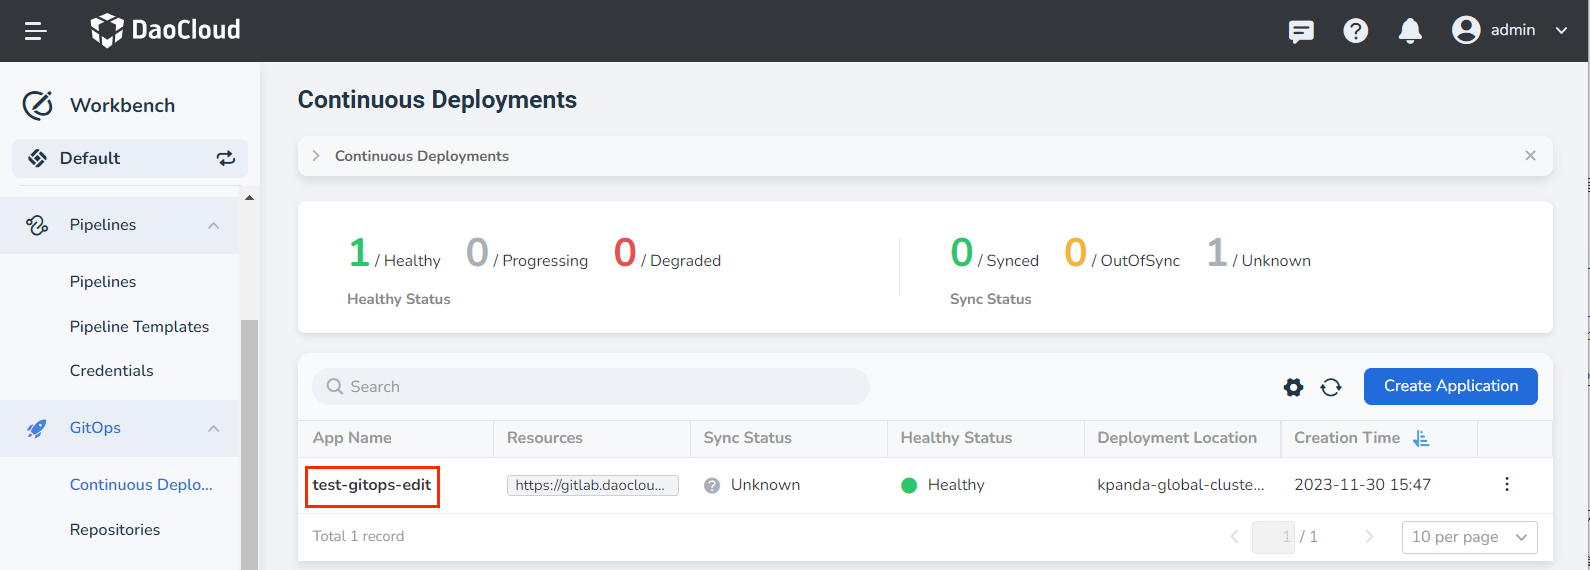 DaoCloud
admin
Workbench
Default
Pipelines
Pipelines
Pipeline Templates
Credentials
GitOps
Continuous Deplo...
Repositories
Continuous Deployments
Continuous Deployments
1 / Healthy 0 / Progressing 0 / Degraded
Healthy Status
0 / Synced 0 / OutOfSync 1 / Unknown
Sync Status
Search
Create Application
App Name Resources Sync Status Healthy Status Deployment Location Creation Time
test-gitops-edit https://gitlab.daoclou... Unknown Healthy kpanda-global-cluste... 2023-11-30 15:47
Total 1 record
1 / 1
10 per page